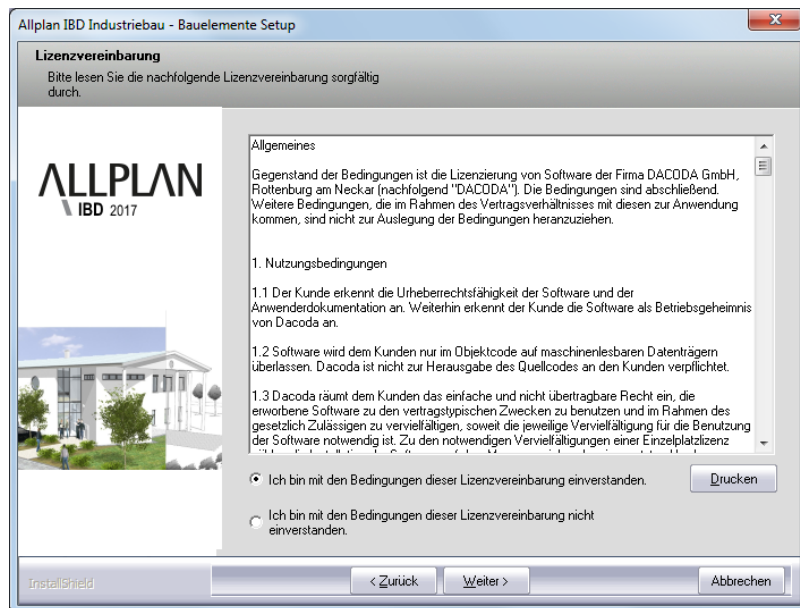 Allplan IBD Industriebau - Bauelemente Setup
Lizenzvereinbarung
Bitte lesen Sie die nachfolgende Lizenzvereinbarung sorgfältig
durch.
ALLPLAN
IBD 2017
Allgemeines
Gegenstand der Bedingungen ist die Lizenzierung von Software der Firma DACODA GmbH,
Rottenburg am Neckar (nachfolgend "DACODA"). Die Bedingungen sind abschließend.
Weitere Bedingungen, die im Rahmen des Vertragsverhältnisses mit diesen zur Anwendung
kommen, sind nicht zur Auslegung der Bedingungen heranzuziehen.
1. Nutzungsbedingungen
1.1 Der Kunde erkennt die Urheberrechtsfähigkeit der Software und der
Anwenderdokumentation an. Weiterhin erkennt der Kunde die Software als Betriebsgeheimnis
von Dacoda an.
1.2 Software wird dem Kunden nur im Objektcode auf maschinenlesbaren Datenträgern
überlassen. Dacoda ist nicht zur Herausgabe des Quellcodes an den Kunden verpflichtet.
1.3 Dacoda räumt dem Kunden das einfache und nicht übertragbare Recht ein, die
erworbene Software zu den vertragstypischen Zwecken zu benutzen und im Rahmen des
gesetzlich Zulässigen zu vervielfältigen, soweit die jeweilige Vervielfältigung für die Benutzung
der Software notwendig ist. Zu den notwendigen Vervielfältigungen einer Einzelplatzlizenz
Ich bin mit den Bedingungen dieser Lizenzvereinbarung einverstanden.
Drucken
Ich bin mit den Bedingungen dieser Lizenzvereinbarung nicht
einverstanden.
InstallShield
< Zurück
Weiter >
Abbrechen